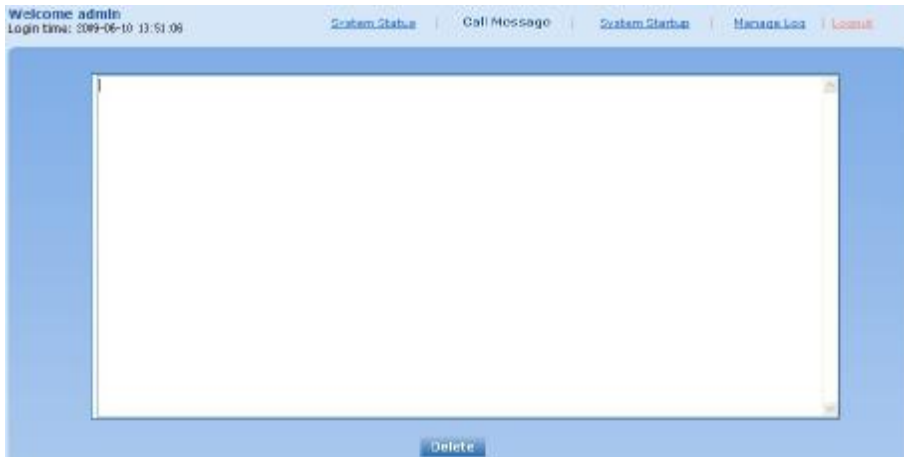 Welcome admin
Login time: 2009-06-10 13:51:06
System Status | Call Message | System Startup | Manage Log | Logout
Delete